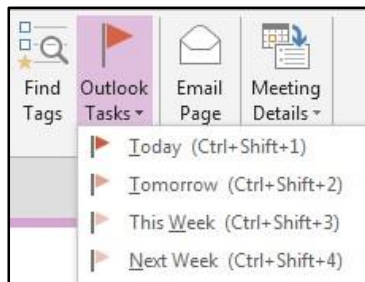 Find Outlook Email Meeting
Tags Tasks Page Details
Today (Ctrl+Shift+1)
Tomorrow (Ctrl+Shift+2)
This Week (Ctrl+Shift+3)
Next Week (Ctrl+Shift+4)